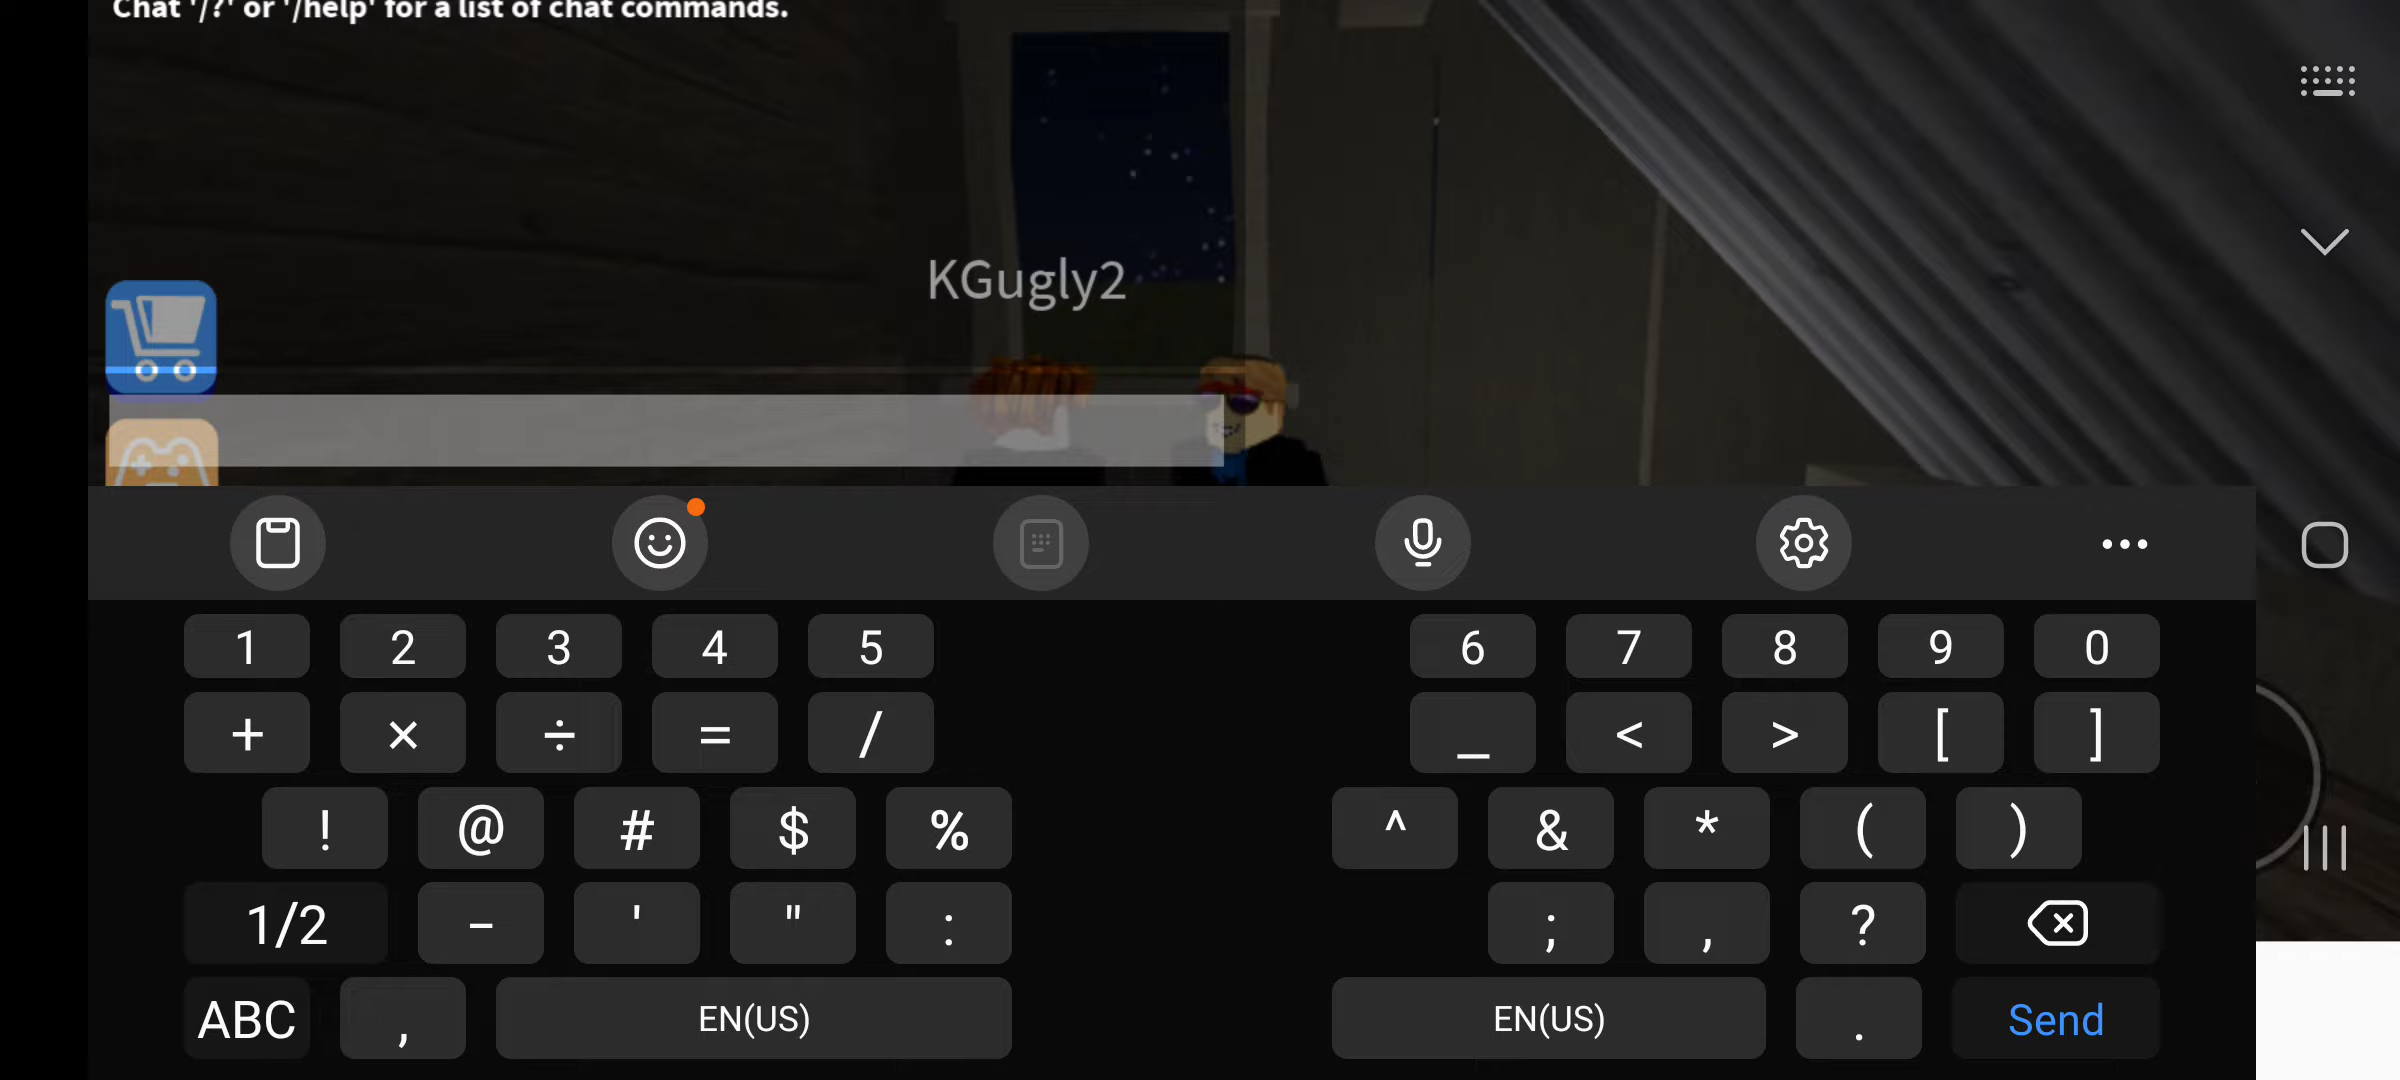 Chat '/?' or '/help' for a list of chat commands.
KGugly2
1 2 3 4 5 6 7 8 9 0
+ × ÷ = / _ < > [ ]
! @ # $ % ^ & * ( )
1/2 - ' " : ; , ?
ABC , EN(US) EN(US) . Send